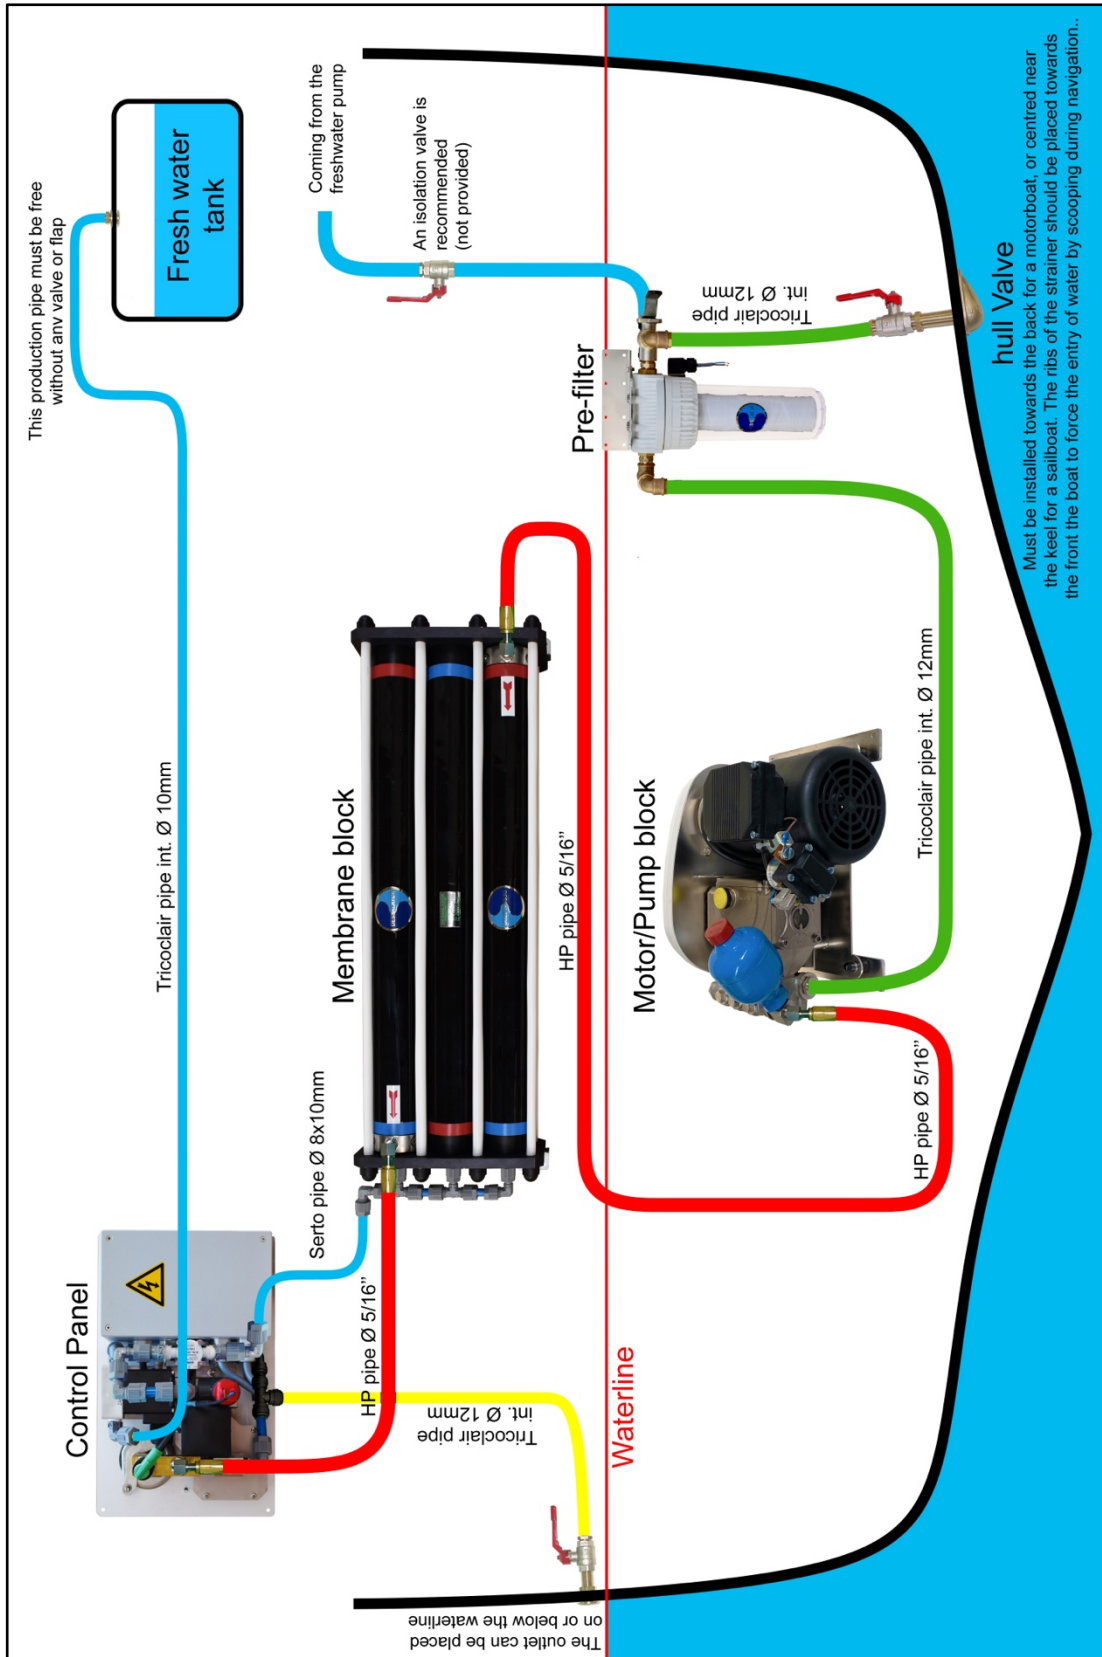 This production pipe must be free
without anv valve or flap
Control Panel
Tricoclair pipe int. Ø 10mm
Fresh water
tank
Serto pipe Ø 8x10mm
Membrane block
Coming from the
freshwater pump
HP pipe Ø 5/16”
An isolation valve is
recommended
(not provided)
Tricoclair pipe
int. Ø 12mm
The outlet can be placed
on or below the waterline
Waterline
HP pipe Ø 5/16”
Pre-filter
Motor/Pump block
Tricoclair pipe
int. Ø 12mm
HP pipe Ø 5/16”
Tricoclair pipe int. Ø 12mm
hull Valve
Must be installed towards the back for a motorboat, or centred near
the keel for a sailboat. The ribs of the strainer should be placed towards
the front the boat to force the entry of water by scooping during navigation..